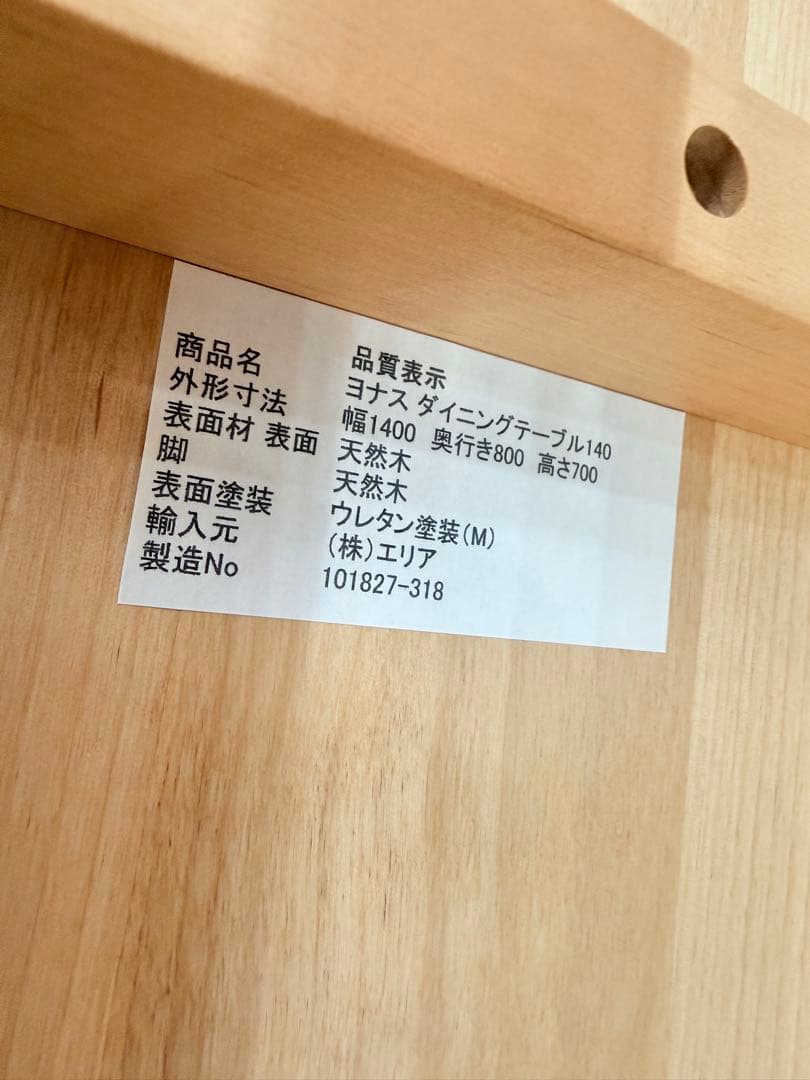 品質表示
商品名 ヨナス ダイニングテーブル140
外形寸法 幅1400 奥行き800 高さ700
表面材 表面 天然木
脚 天然木
表面塗装 ウレタン塗装(M)
輸入元 (株)エリア
製造No 101827-318